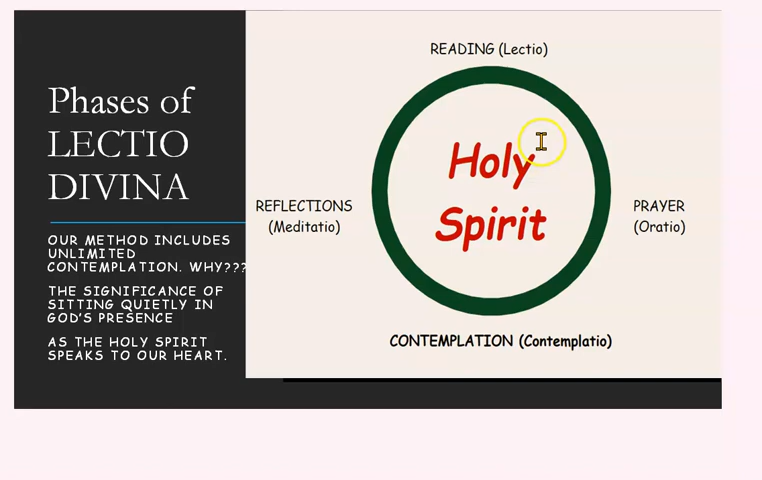 Phases of
LECTIO
DIVINA
OUR METHOD INCLUDES
UNLIMITED
CONTEMPLATION. WHY???
THE SIGNIFICANCE OF
SITTING QUIETLY IN
GOD'S PRESENCE
AS THE HOLY SPIRIT
SPEAKS TO OUR HEART.
READING (Lectio)
Holy
Spirit
REFLECTIONS
(Meditatio)
PRAYER
(Oratio)
CONTEMPLATION (Contemplatio)